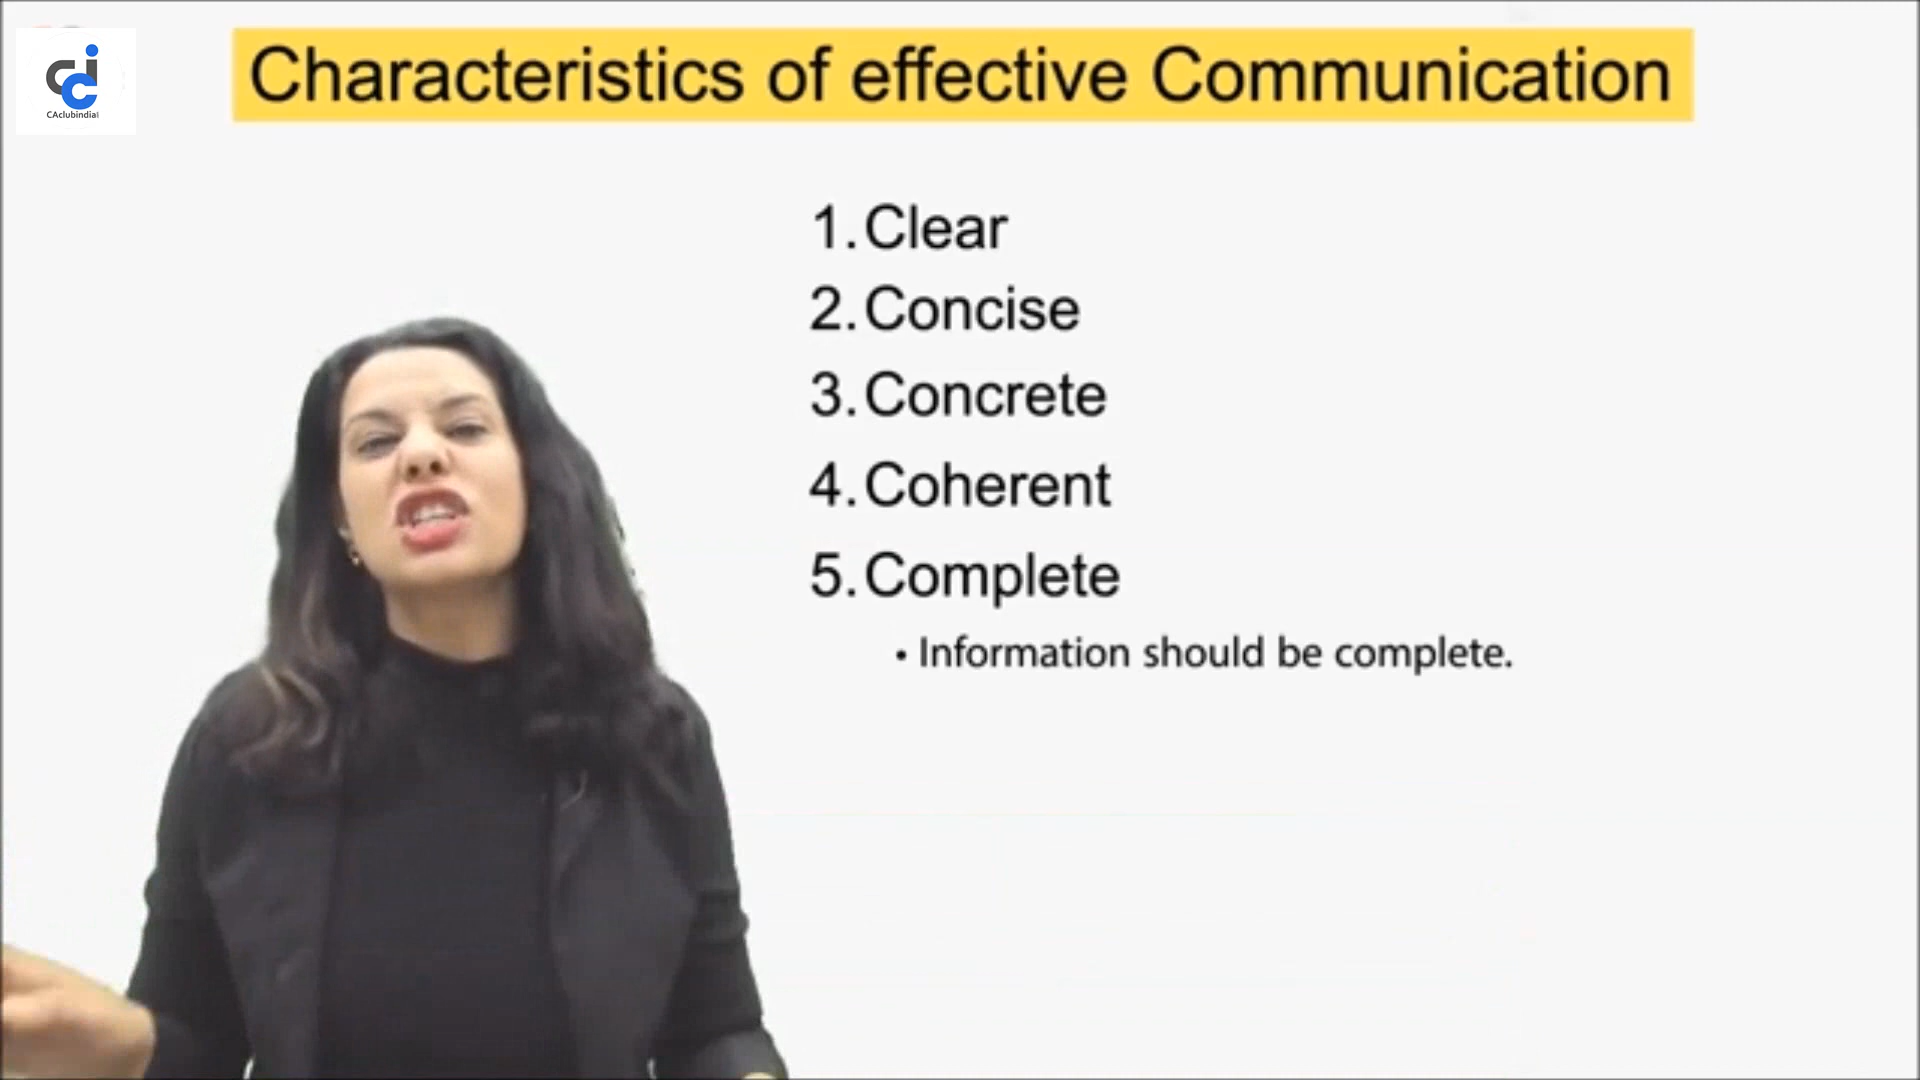 CAclubindia
Characteristics of effective Communication
1. Clear
2. Concise
3. Concrete
4. Coherent
5. Complete
• Information should be complete.